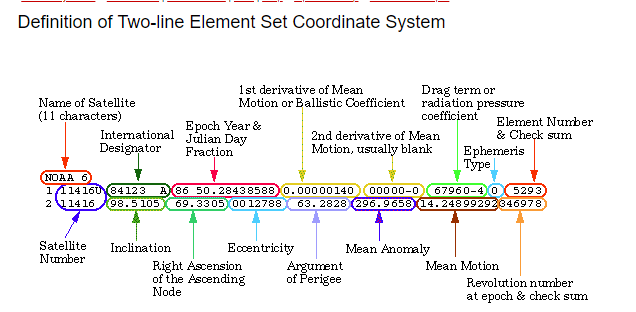 Definition of Two-line Element Set Coordinate System
1st derivative of Mean
Motion or Ballistic Coefficient
Drag term or
radiation pressure
coefficient
Name of Satellite
(11 characters)
International
Designator
Epoch Year &
Julian Day
Fraction
2nd derivative of Mean
Motion, usually blank
Element Number
& Check sum
Ephemeris
Type
NOAA 6
1 11416U 84123 A 86 50.28438588 0.00000140 00000-0 67960-4 0 5293
2 11416 98.5105 69.3305 0012788 63.2828 296.9658 14.24899292 346978
Satellite
Number
Inclination
Right Ascension
of the Ascending
Node
Eccentricity
Argument
of Perigee
Mean Anomaly
Mean Motion
Revolution number
at epoch & check sum